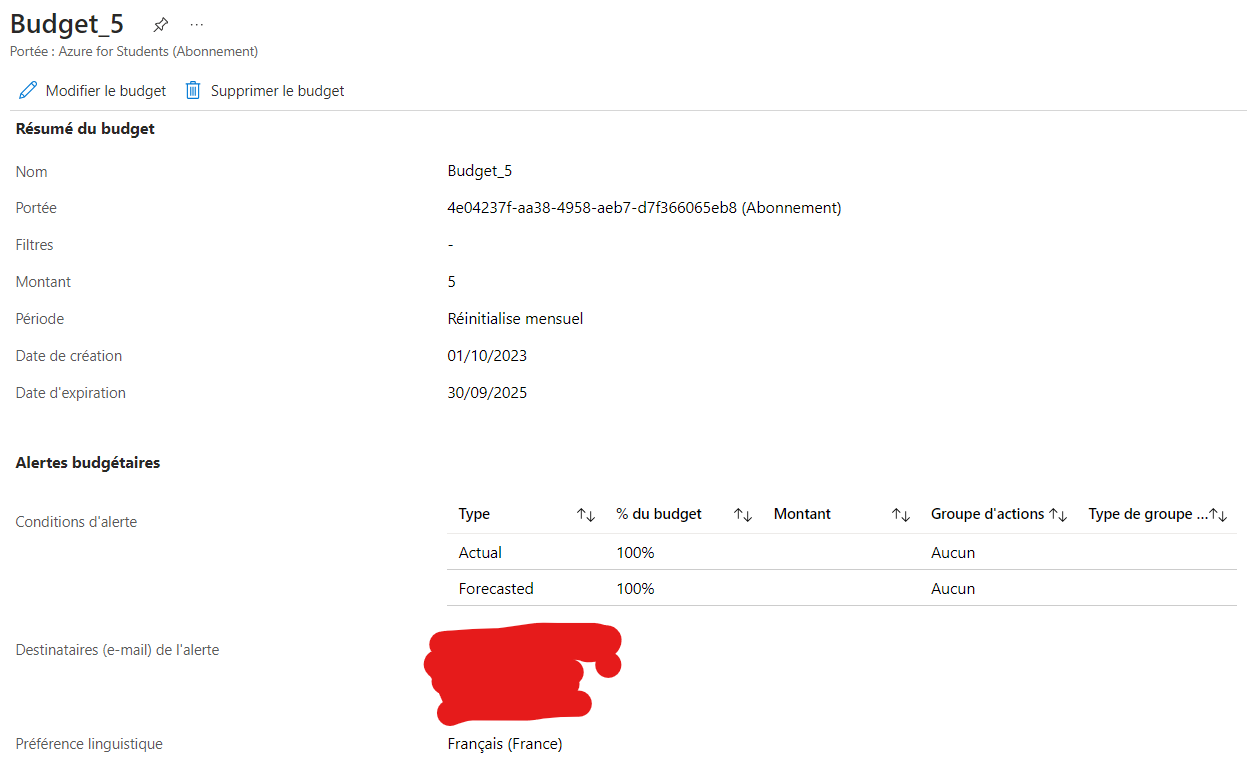 Budget_5 ...
Portée : Azure for Students (Abonnement)
Modifier le budget Supprimer le budget
Résumé du budget
Nom Budget_5
Portée 4e04237f-aa38-4958-aeb7-d7f366065eb8 (Abonnement)
Filtres -
Montant 5
Période Réinitialise mensuel
Date de création 01/10/2023
Date d'expiration 30/09/2025
Alertes budgétaires
Conditions d'alerte
Type ↑↓ % du budget ↑↓ Montant ↑↓ Groupe d'actions ↑↓ Type de groupe ...↑↓
Actual 100% Aucun
Forecasted 100% Aucun
Destinataires (e-mail) de l'alerte
Préférence linguistique Français (France)